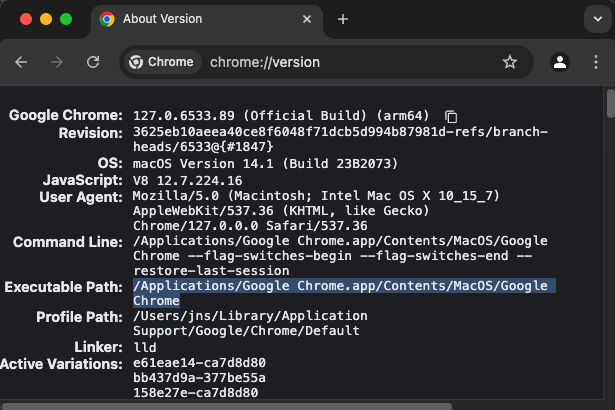 About Version
Chrome chrome://version
Google Chrome: 127.0.6533.89 (Official Build) (arm64)
Revision: 3625eb10aeea40ce8f6048f71dcb5d994b87981d-refs/branch-
heads/6533@{#1847}
OS: macOS Version 14.1 (Build 23B2073)
JavaScript: V8 12.7.224.16
User Agent: Mozilla/5.0 (Macintosh; Intel Mac OS X 10_15_7)
AppleWebKit/537.36 (KHTML, like Gecko)
Chrome/127.0.0.0 Safari/537.36
Command Line: /Applications/Google Chrome.app/Contents/MacOS/Google
Chrome --flag-switches-begin --flag-switches-end --
restore-last-session
Executable Path: /Applications/Google Chrome.app/Contents/MacOS/Google
Chrome
Profile Path: /Users/jns/Library/Application
Support/Google/Chrome/Default
Linker: lld
Active Variations: e61eae14-ca7d8d80
bb437d9a-377be55a
158e27e-ca7d8d80